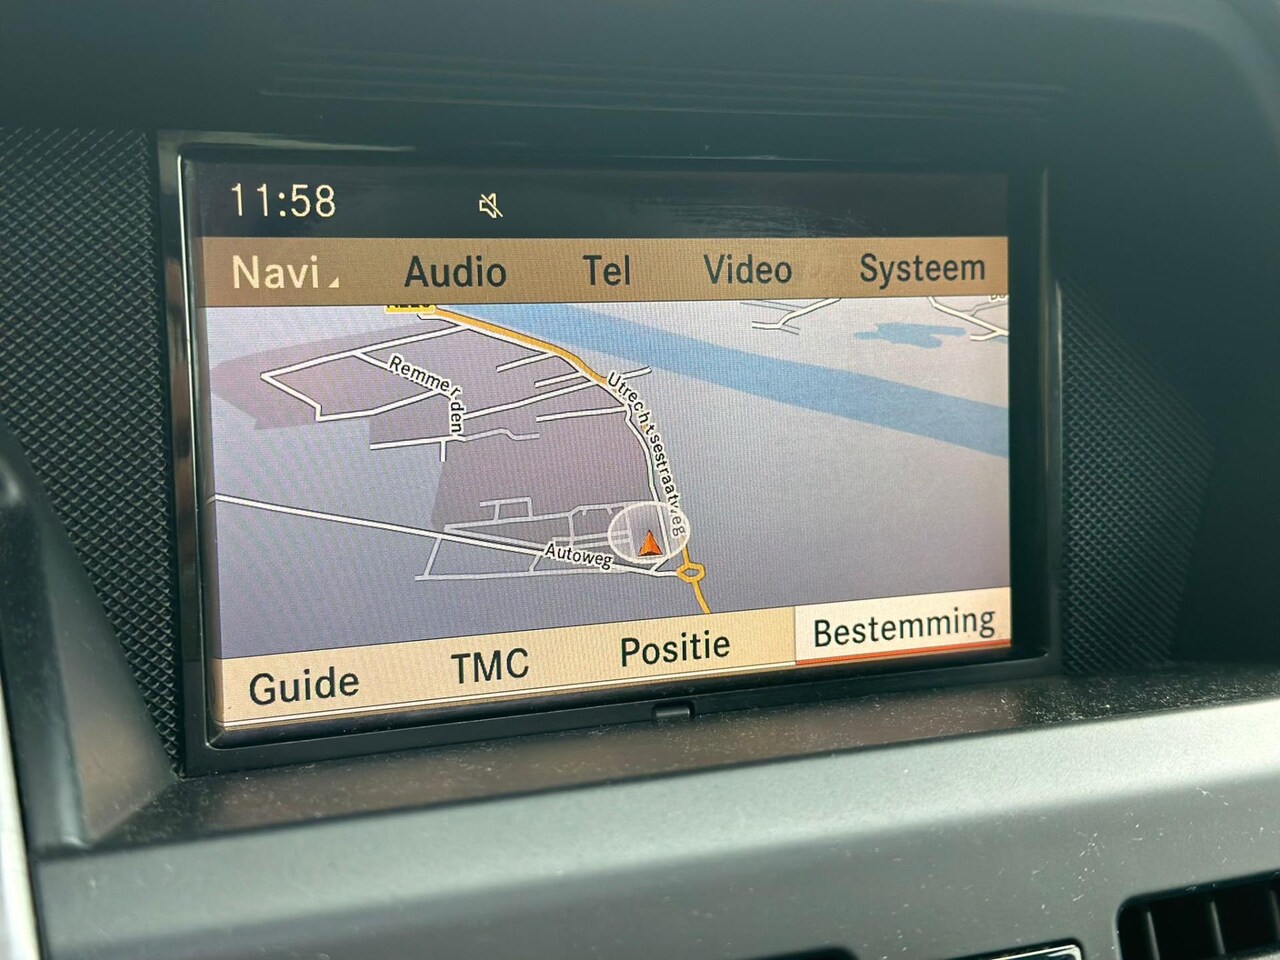 11:58
Navi Audio Tel Video Systeem
Remmerden
Utrechtsestraatweg
Autoweg
Guide TMC Positie Bestemming